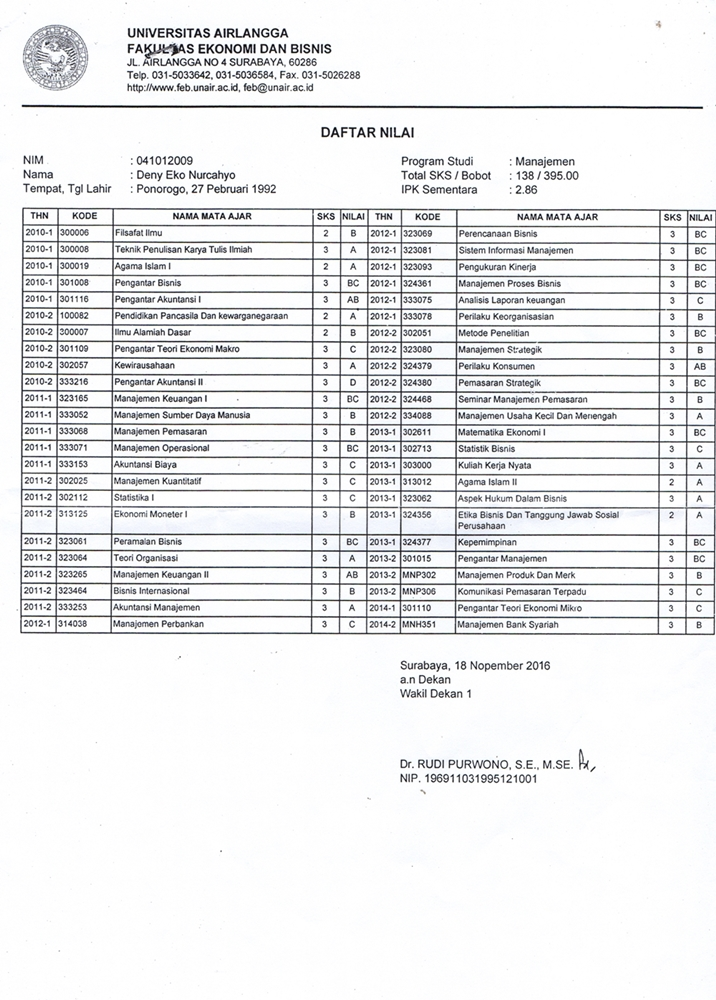 UNIVERSITAS AIRLANGGA
FAKULTAS EKONOMI DAN BISNIS
JL. AIRLANGGA NO 4 SURABAYA, 60286
Telp. 031-5033642, 031-5036584, Fax. 031-5026288
http://www.feb.unair.ac.id, feb@unair.ac.id
DAFTAR NILAI
NIM : 041012009 Program Studi : Manajemen
Nama : Deny Eko Nurcahyo Total SKS / Bobot : 138 / 395.00
Tempat, Tgl Lahir : Ponorogo, 27 Pebruari 1992 IPK Sementara : 2.86
THN KODE NAMA MATA AJAR SKS NILAI THN KODE NAMA MATA AJAR SKS NILAI
2010-1 300006 Filsafat Ilmu 2 B 2012-1 323069 Perencanaan Bisnis 3 BC
2010-1 300008 Teknik Penulisan Karya Tulis Ilmiah 3 A 2012-1 323081 Sistem Informasi Manajemen 3 BC
2010-1 300019 Agama Islam I 2 A 2012-1 323093 Pengukuran Kinerja 3 BC
2010-1 301008 Pengantar Bisnis 3 BC 2012-1 324361 Manajemen Proses Bisnis 3 BC
2010-1 301116 Pengantar Akuntansi I 3 AB 2012-1 333075 Analisis Laporan keuangan 3 C
2010-2 100082 Pendidikan Pancasila Dan kewarganegaraan 2 A 2012-1 333078 Perilaku Keorganisasian 3 B
2010-2 300007 Ilmu Alamiah Dasar 2 B 2012-2 302051 Metode Penelitian 3 BC
2010-2 301109 Pengantar Teori Ekonomi Makro 3 C 2012-2 323080 Manajemen Strategik 3 B
2010-2 302057 Kewirausahaan 3 A 2012-2 324379 Perilaku Konsumen 3 AB
2010-2 333216 Pengantar Akuntansi II 3 D 2012-2 324380 Pemasaran Strategik 3 BC
2011-1 323165 Manajemen Keuangan I 3 BC 2012-2 324468 Seminar Manajemen Pemasaran 3 B
2011-1 333052 Manajemen Sumber Daya Manusia 3 B 2012-2 334088 Manajemen Usaha Kecil Dan Menengah 3 A
2011-1 333068 Manajemen Pemasaran 3 B 2013-1 302611 Matematika Ekonomi I 3 BC
2011-1 333071 Manajemen Operasional 3 BC 2013-1 302713 Statistik Bisnis 3 C
2011-1 333153 Akuntansi Biaya 3 C 2013-1 303000 Kuliah Kerja Nyata 3 A
2011-2 302025 Manajemen Kuantitatif 3 C 2013-1 313012 Agama Islam II 2 A
2011-2 302112 Statistika I 3 C 2013-1 323062 Aspek Hukum Dalam Bisnis 3 A
2011-2 313125 Ekonomi Moneter I 3 B 2013-1 324356 Etika Bisnis Dan Tanggung Jawab Sosial 2 A
Perusahaan
2011-2 323061 Peramalan Bisnis 3 BC 2013-1 324377 Kepemimpinan 3 BC
2011-2 323064 Teori Organisasi 3 A 2013-2 301015 Pengantar Manajemen 3 BC
2011-2 323265 Manajemen Keuangan II 3 AB 2013-2 MNP302 Manajemen Produk Dan Merk 3 B
2011-2 323464 Bisnis Internasional 3 B 2013-2 MNP306 Komunikasi Pemasaran Terpadu 3 C
2011-2 333253 Akuntansi Manajemen 3 A 2014-1 301110 Pengantar Teori Ekonomi Mikro 3 C
2012-1 314038 Manajemen Perbankan 3 C 2014-2 MNH351 Manajemen Bank Syariah 3 B
Surabaya, 18 Nopember 2016
a.n Dekan
Wakil Dekan 1
Dr. RUDI PURWONO, S.E., M.SE.
NIP. 196911031995121001